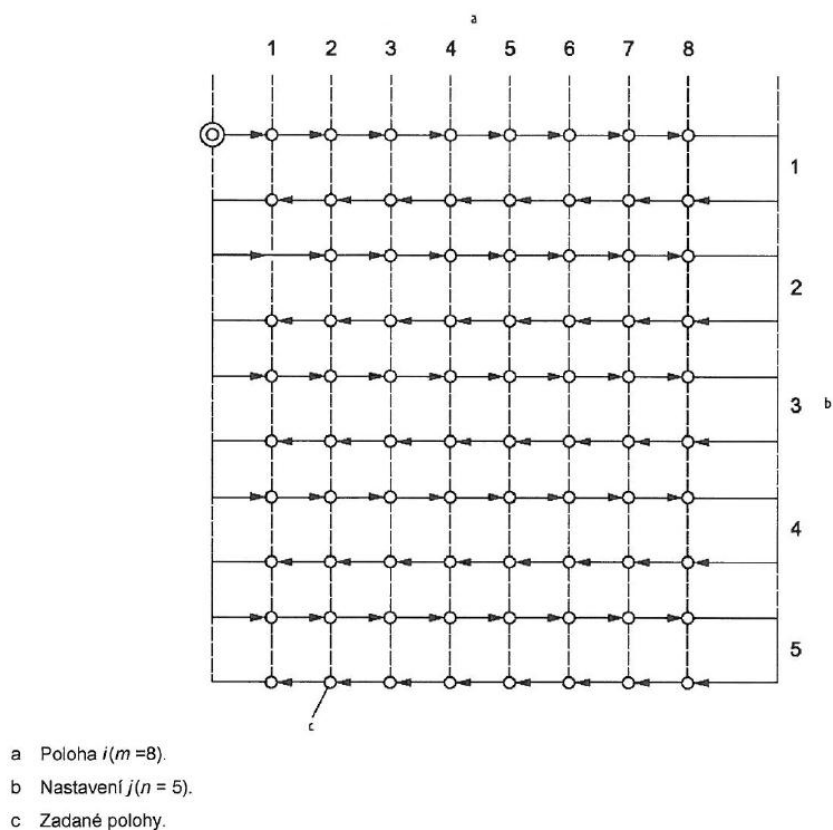 a
1 2 3 4 5 6 7 8
1
2
3 b
4
5
c
a Poloha i(m =8).
b Nastavení j(n = 5).
c Zadané polohy.